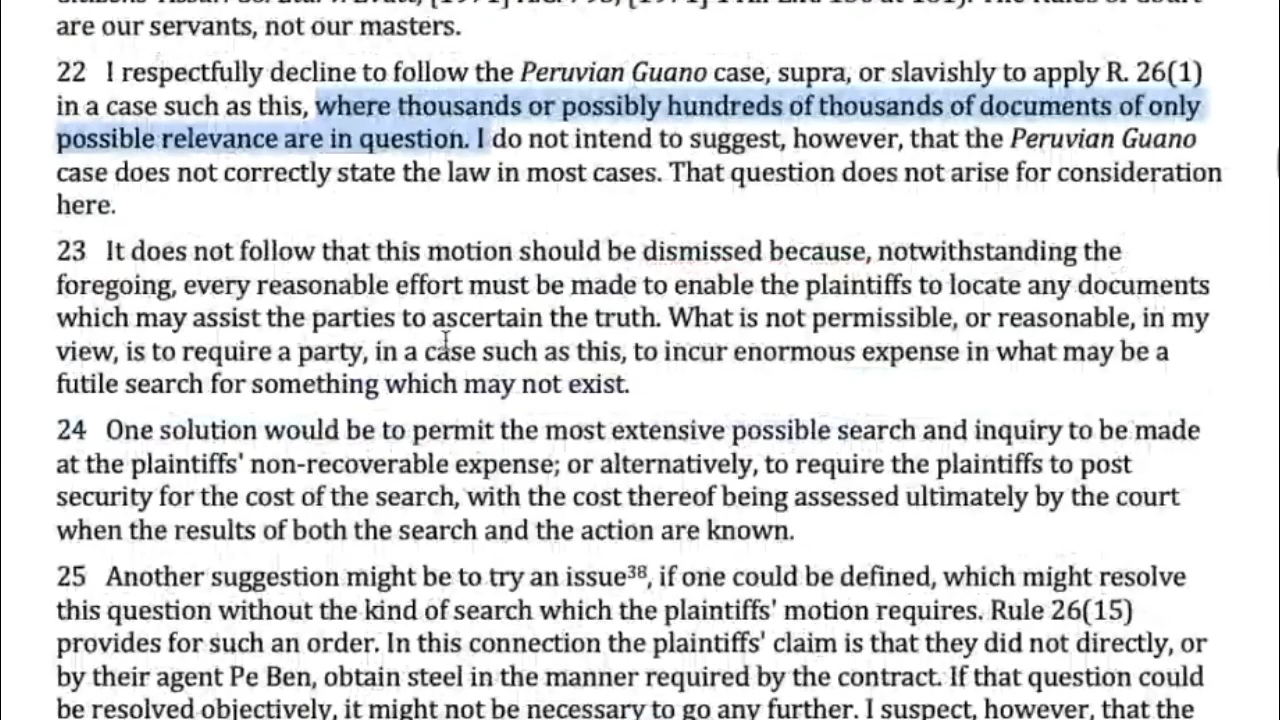 are our servants, not our masters.
22 I respectfully decline to follow the Peruvian Guano case, supra, or slavishly to apply R. 26(1)
in a case such as this, where thousands or possibly hundreds of thousands of documents of only
possible relevance are in question. I do not intend to suggest, however, that the Peruvian Guano
case does not correctly state the law in most cases. That question does not arise for consideration
here.
23 It does not follow that this motion should be dismissed because, notwithstanding the
foregoing, every reasonable effort must be made to enable the plaintiffs to locate any documents
which may assist the parties to ascertain the truth. What is not permissible, or reasonable, in my
view, is to require a party, in a case such as this, to incur enormous expense in what may be a
futile search for something which may not exist.
24 One solution would be to permit the most extensive possible search and inquiry to be made
at the plaintiffs' non-recoverable expense; or alternatively, to require the plaintiffs to post
security for the cost of the search, with the cost thereof being assessed ultimately by the court
when the results of both the search and the action are known.
25 Another suggestion might be to try an issue³⁸, if one could be defined, which might resolve
this question without the kind of search which the plaintiffs' motion requires. Rule 26(15)
provides for such an order. In this connection the plaintiffs' claim is that they did not directly, or
by their agent Pe Ben, obtain steel in the manner required by the contract. If that question could
be resolved objectively, it might not be necessary to go any further. I suspect, however, that the